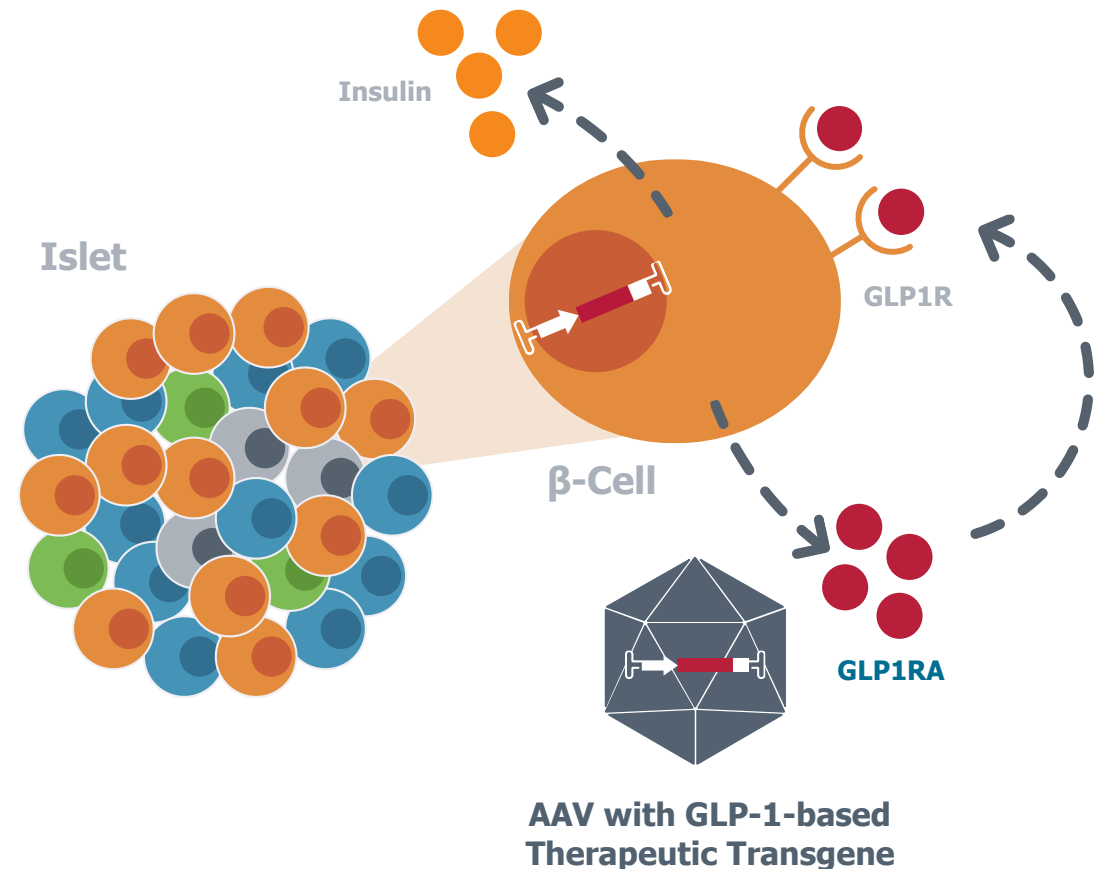 Insulin
Islet
GLP1R
β-Cell
GLP1RA
AAV with GLP-1-based
Therapeutic Transgene